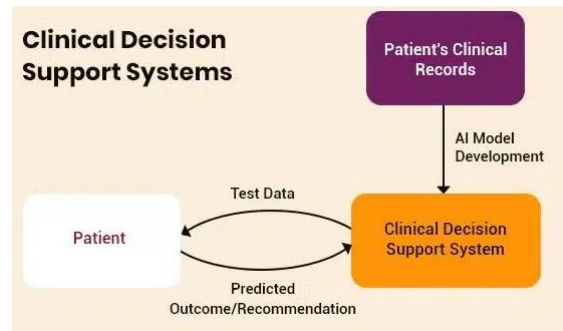 Clinical Decision
Support Systems
Patient's Clinical
Records
AI Model
Development
Test Data
Patient
Clinical Decision
Support System
Predicted
Outcome/Recommendation